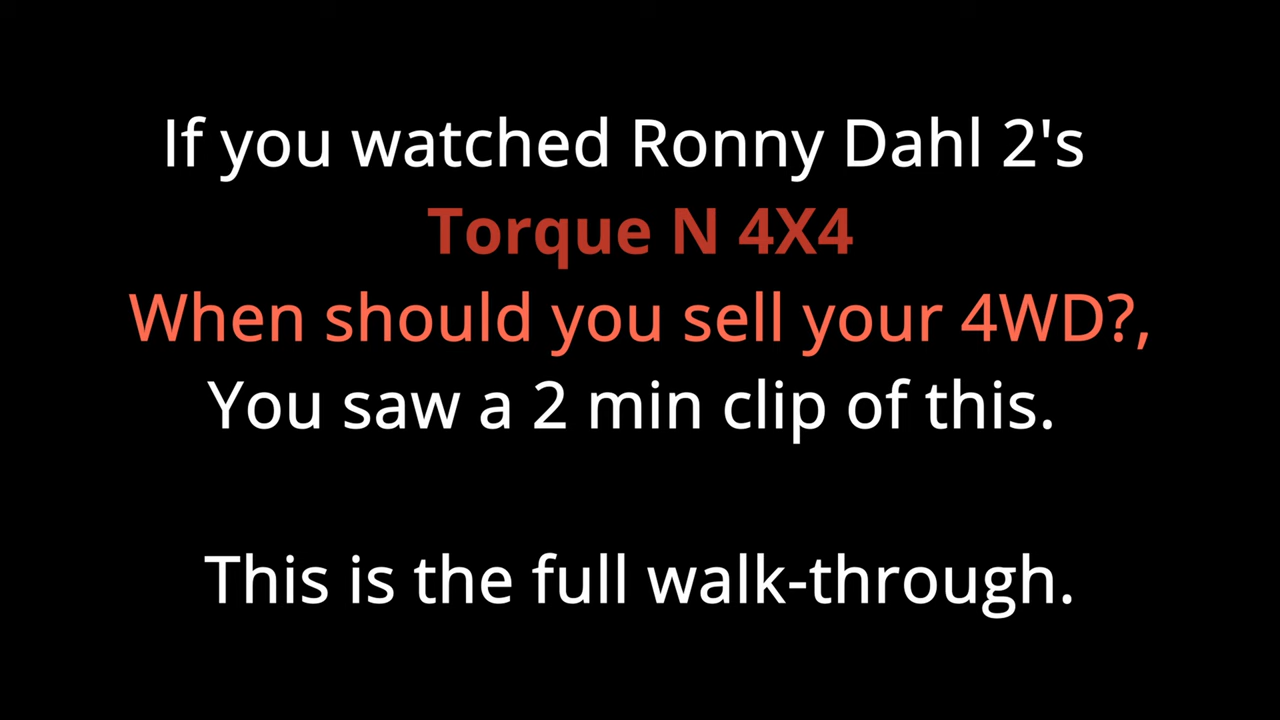 If you watched Ronny Dahl 2's
Torque N 4X4
When should you sell your 4WD?,
You saw a 2 min clip of this.
This is the full walk-through.